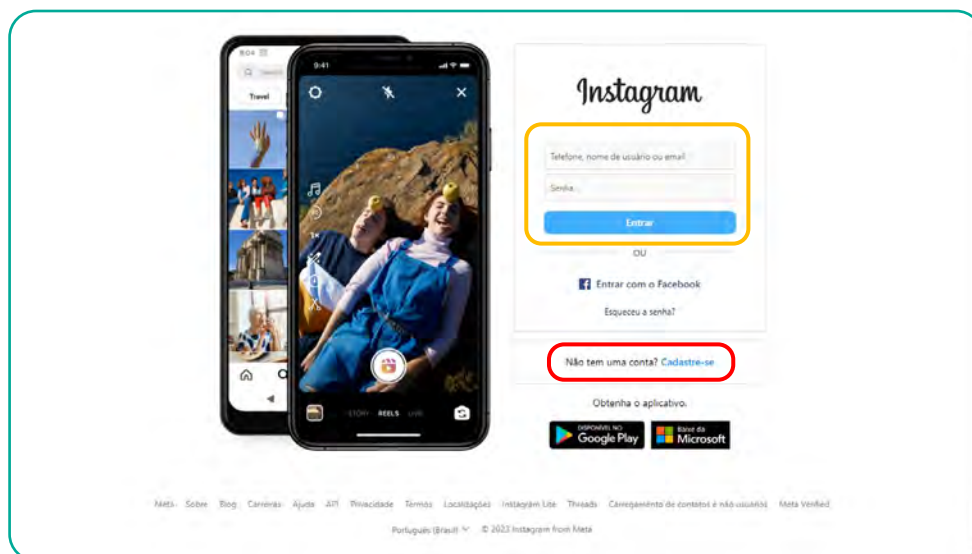 9:04
9:41
Travel
Instagram
Telefone, nome de usuário ou email
Senha
Entrar
OU
Entrar com o Facebook
Esqueceu a senha?
Não tem uma conta? Cadastre-se
1x
STORY REELS LIVE
Obtenha o aplicativo.
DISPONÍVEL NO
Google Play
Baixe da
Microsoft
Meta Sobre Blog Carreiras Ajuda API Privacidade Termos Localizações Instagram Lite Threads Carregamento de contatos e não usuários Meta Verified
Português (Brasil) © 2023 Instagram from Meta